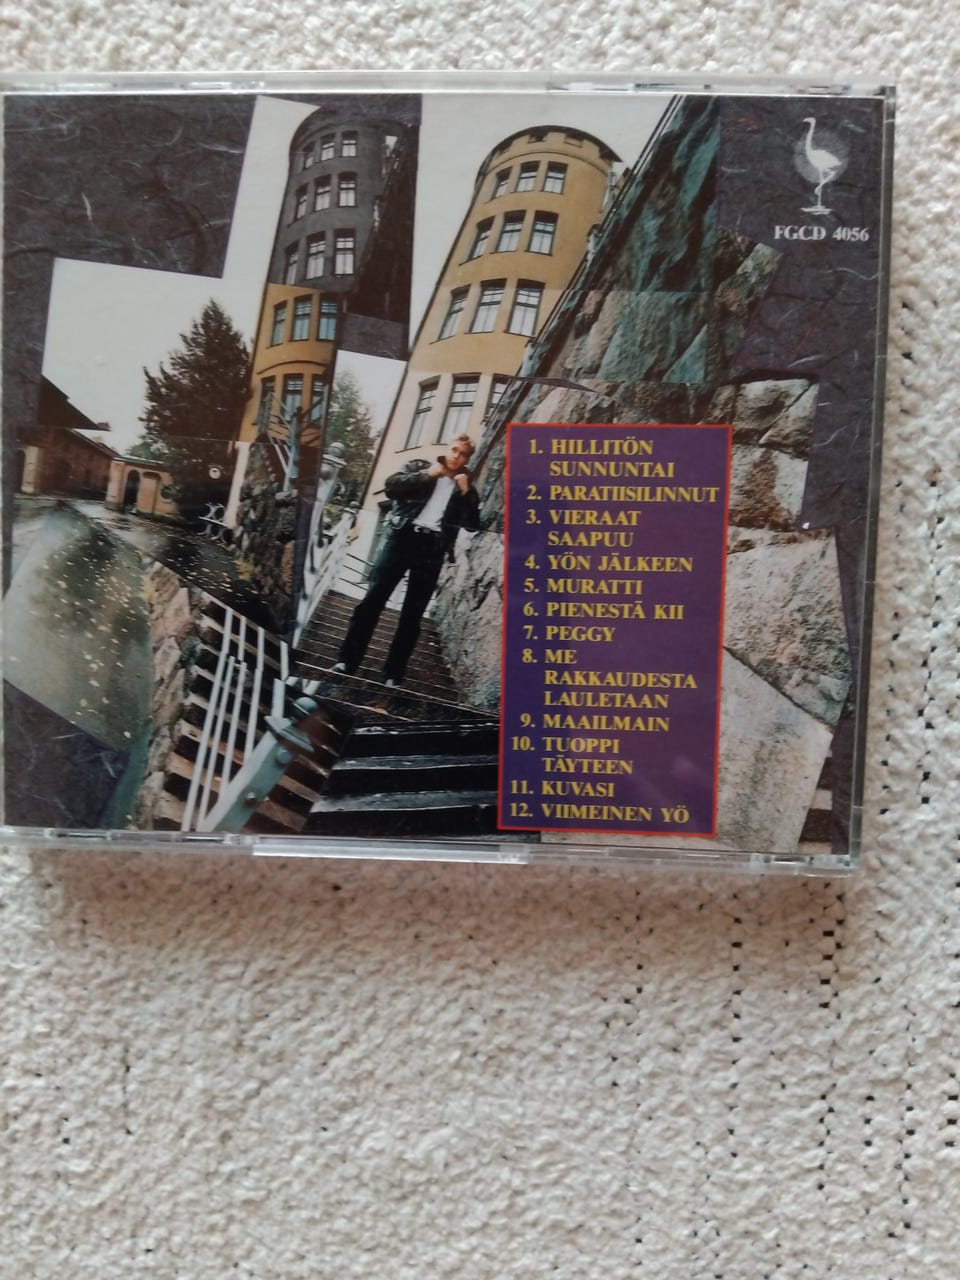 FGCD 4056
1. HILLITÖN
SUNNUNTAI
2. PARATIISILINNUT
3. VIERAAT
SAAPUU
4. YÖN JÄLKEEN
5. MURATTI
6. PIENESTÄ KII
7. PEGGY
8. ME
RAKKAUDESTA
LAULETAAN
9. MAAILMAIN
10. TUOPPI
TÄYTEEN
11. KUVASI
12. VIIMEINEN YÖ